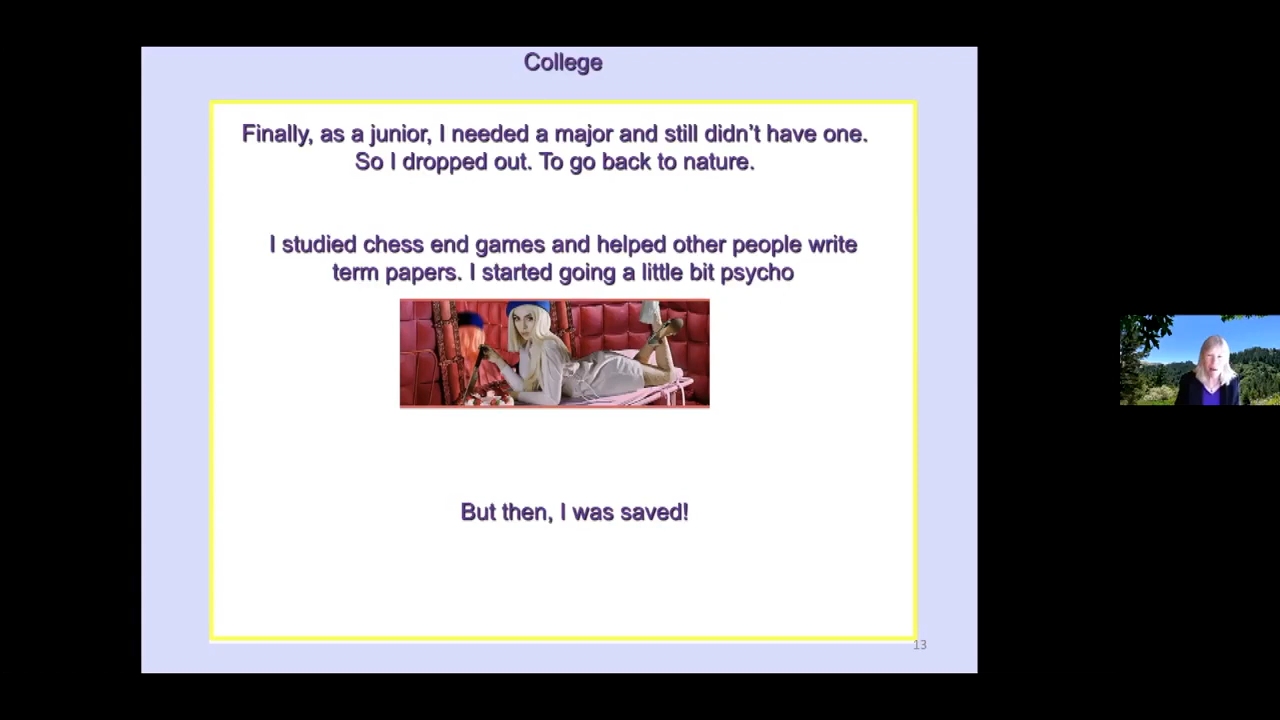 College
Finally, as a junior, I needed a major and still didn't have one.
So I dropped out. To go back to nature.
I studied chess end games and helped other people write
term papers. I started going a little bit psycho
But then, I was saved!
13